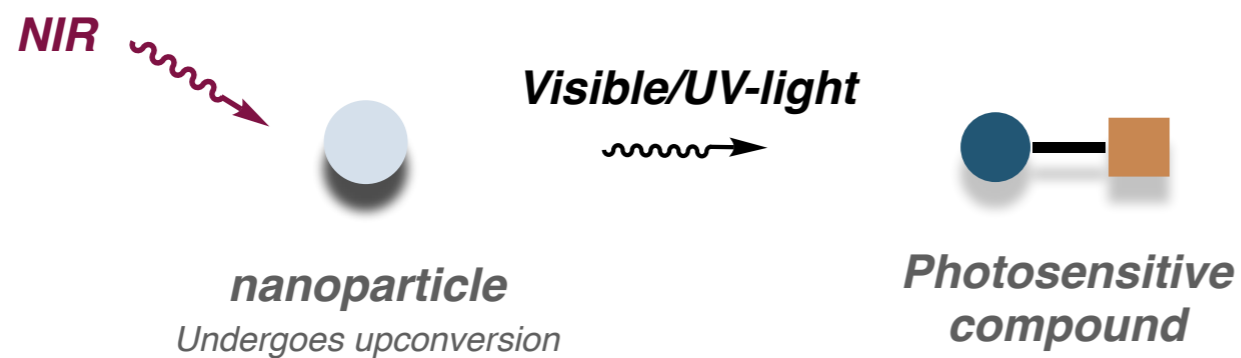 NIR
Visible/UV-light
nanoparticle
Undergoes upconversion
Photosensitive
compound